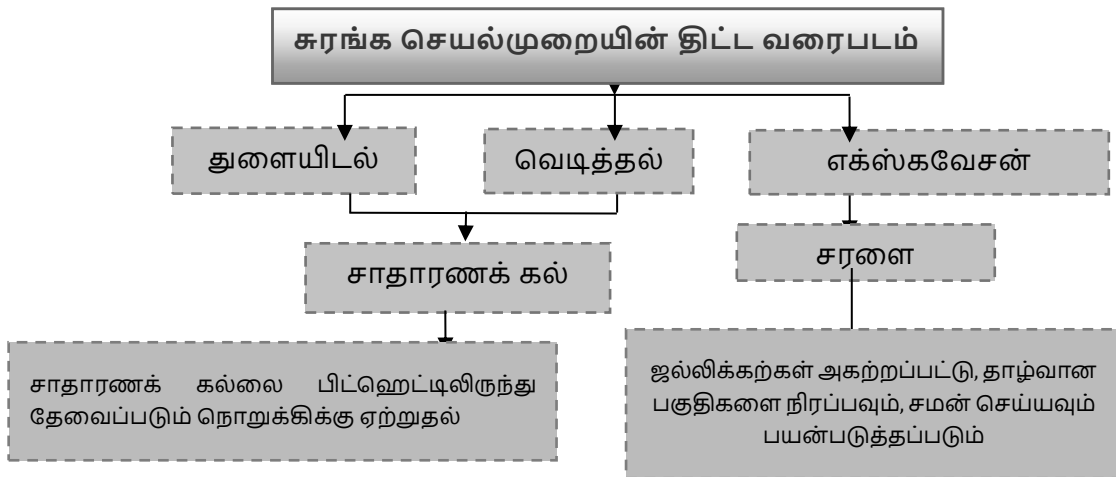 சுரங்க செயல்முறையின் திட்ட வரைபடம்
துளையிடல்
வெடித்தல்
எக்ஸ்கவேசன்
சாதாரணக் கல்
சரளை
சாதாரணக் கல்லை பிட்ஹெட்டிலிருந்து
தேவைப்படும் நொறுக்கிக்கு ஏற்றுதல்
ஜல்லிக்கற்கள் அகற்றப்பட்டு, தாழ்வான
பகுதிகளை நிரப்பவும், சமன் செய்யவும்
பயன்படுத்தப்படும்